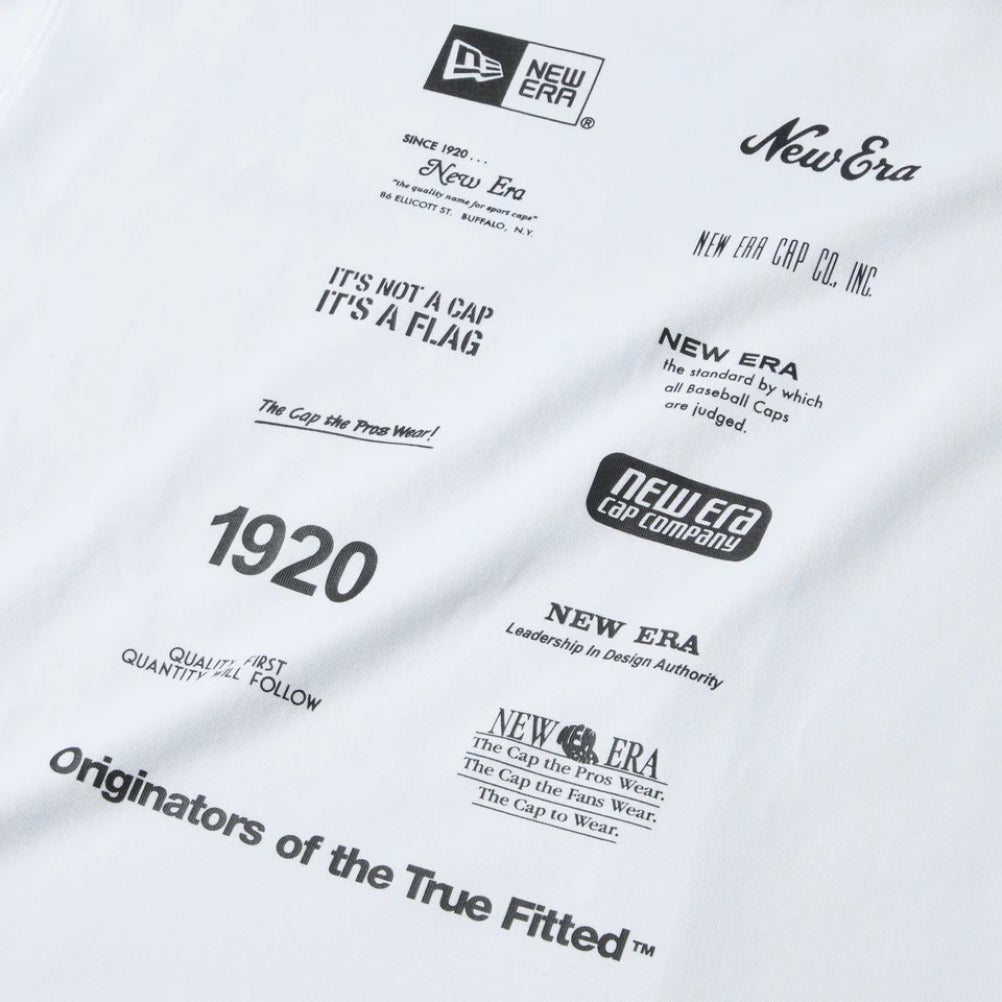 NEW
ERA
®
SINCE 1920...
New Era
"the quality name for sport caps"
86 ELLICOTT ST. BUFFALO, N.Y.
IT'S NOT A CAP
IT'S A FLAG
The Cap the Pros Wear!
1920
QUALITY FIRST
QUANTITY WILL FOLLOW
New Era
NEW ERA CAP CO., INC.
NEW ERA
the standard by which
all Baseball Caps
are judged.
new era
cap company
NEW ERA
Leadership In Design Authority
NEW ERA
The Cap the Pros Wear.
The Cap the Fans Wear.
The Cap to Wear.
Originators of the True Fitted™